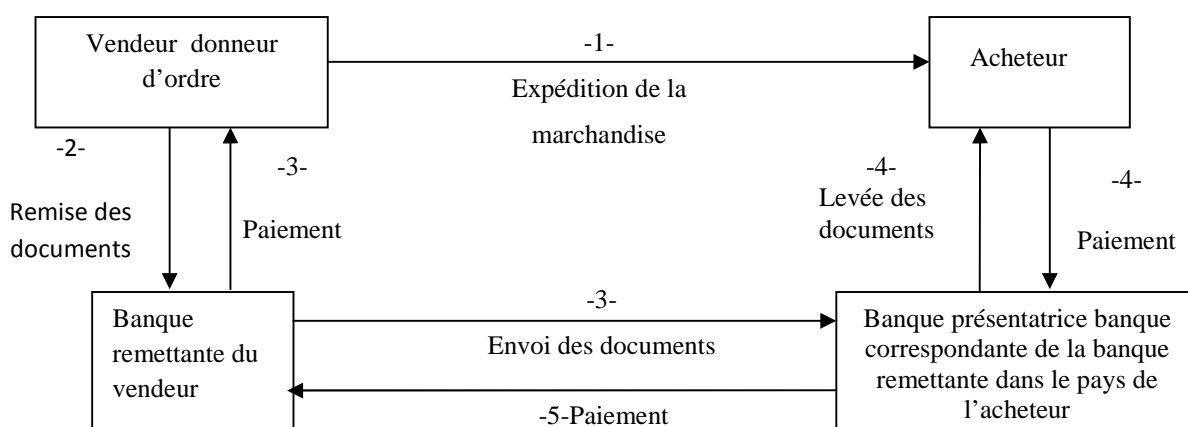 Vendeur donneur
d'ordre
-1-
Expédition de la
marchandise
Acheteur
-2-
Remise des
documents
-3-
Paiement
-4-
Levée des
documents
-4-
Paiement
Banque
remettante du
vendeur
-3-
Envoi des documents
-5-Paiement
Banque présentatrice banque
correspondante de la banque
remettante dans le pays de
l'acheteur